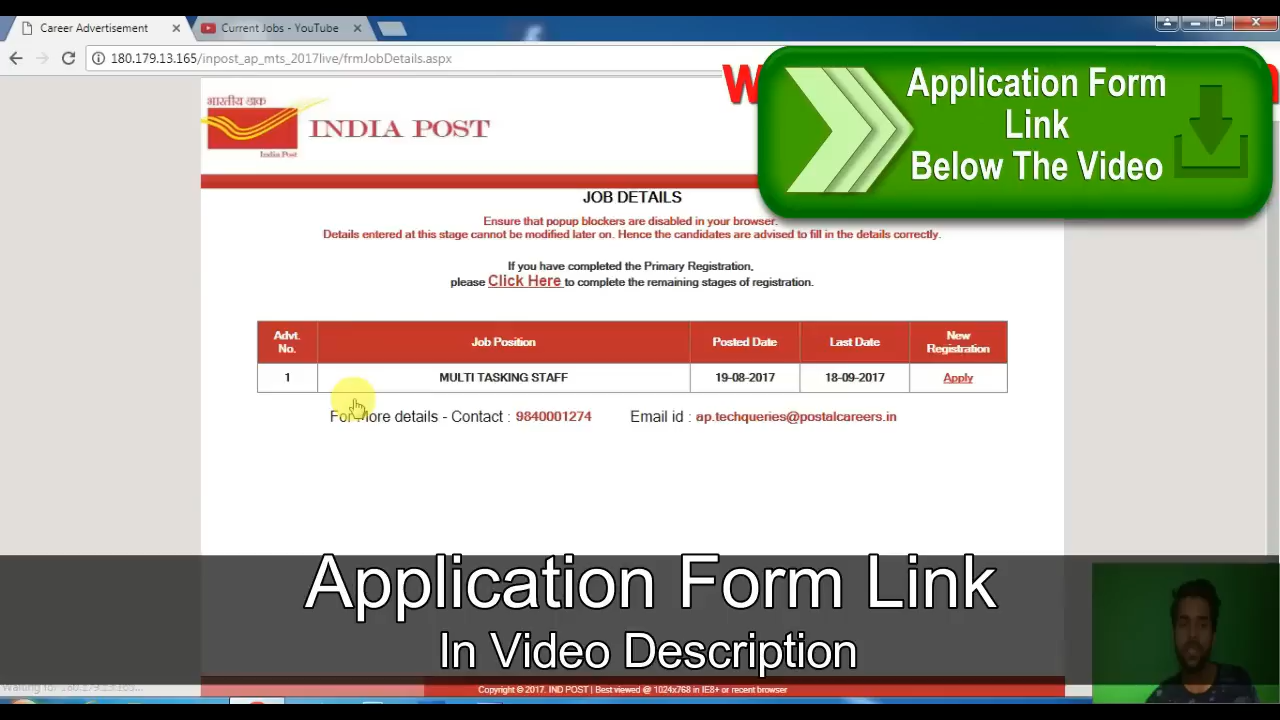 Career Advertisement
Current Jobs - YouTube
180.179.13.165/inpost_ap_mts_2017live/frmJobDetails.aspx
W
Application Form
Link
Below The Video
भारतीय डाक
India Post
INDIA POST
JOB DETAILS
Ensure that popup blockers are disabled in your browser.
Details entered at this stage cannot be modified later on. Hence the candidates are advised to fill in the details correctly.
If you have completed the Primary Registration,
please Click Here to complete the remaining stages of registration.
Advt. No. Job Position Posted Date Last Date New Registration
1 MULTI TASKING STAFF 19-08-2017 18-09-2017 Apply
For More details - Contact : 9840001274 Email id : ap.techqueries@postalcareers.in
Application Form Link
In Video Description
Waiting for 180.179.13.165...
Copyright © 2017. IND POST | Best viewed @ 1024x768 in IE8+ or recent browser